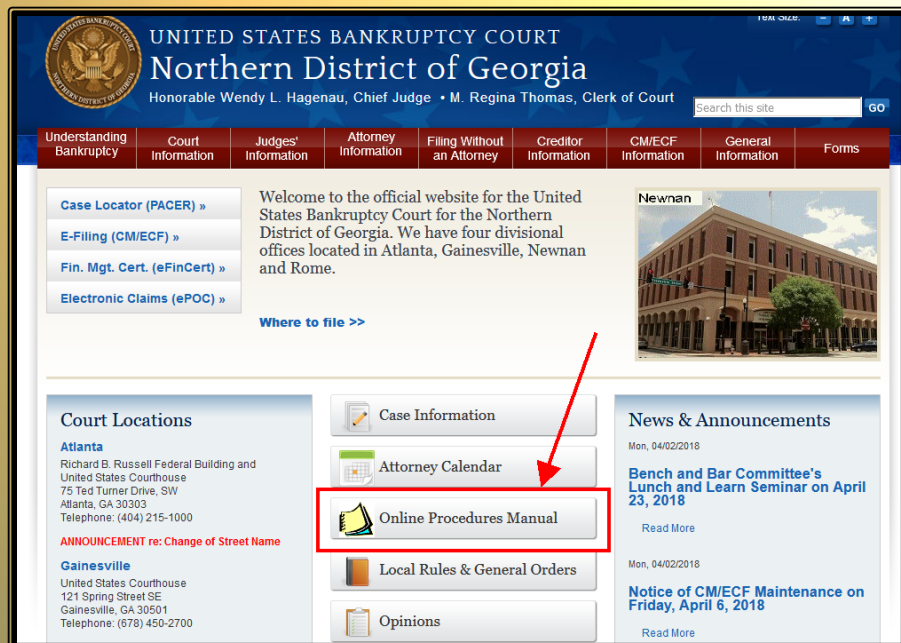 Text Size: - A +
UNITED STATES BANKRUPTCY COURT
Northern District of Georgia
Honorable Wendy L. Hagenau, Chief Judge • M. Regina Thomas, Clerk of Court
Search this site
GO
Understanding Bankruptcy
Court Information
Judges' Information
Attorney Information
Filing Without an Attorney
Creditor Information
CM/ECF Information
General Information
Forms
Case Locator (PACER) »
E-Filing (CM/ECF) »
Fin. Mgt. Cert. (eFinCert) »
Electronic Claims (ePOC) »
Welcome to the official website for the United
States Bankruptcy Court for the Northern
District of Georgia. We have four divisional
offices located in Atlanta, Gainesville, Newnan
and Rome.
Where to file >>
Newnan
Court Locations
Atlanta
Richard B. Russell Federal Building and
United States Courthouse
75 Ted Turner Drive, SW
Atlanta, GA 30303
Telephone: (404) 215-1000
ANNOUNCEMENT re: Change of Street Name
Gainesville
United States Courthouse
121 Spring Street SE
Gainesville, GA 30501
Telephone: (678) 450-2700
Case Information
Attorney Calendar
Online Procedures Manual
Local Rules & General Orders
Opinions
News & Announcements
Mon, 04/02/2018
Bench and Bar Committee's
Lunch and Learn Seminar on April
23, 2018
Read More
Mon, 04/02/2018
Notice of CM/ECF Maintenance on
Friday, April 6, 2018
Read More